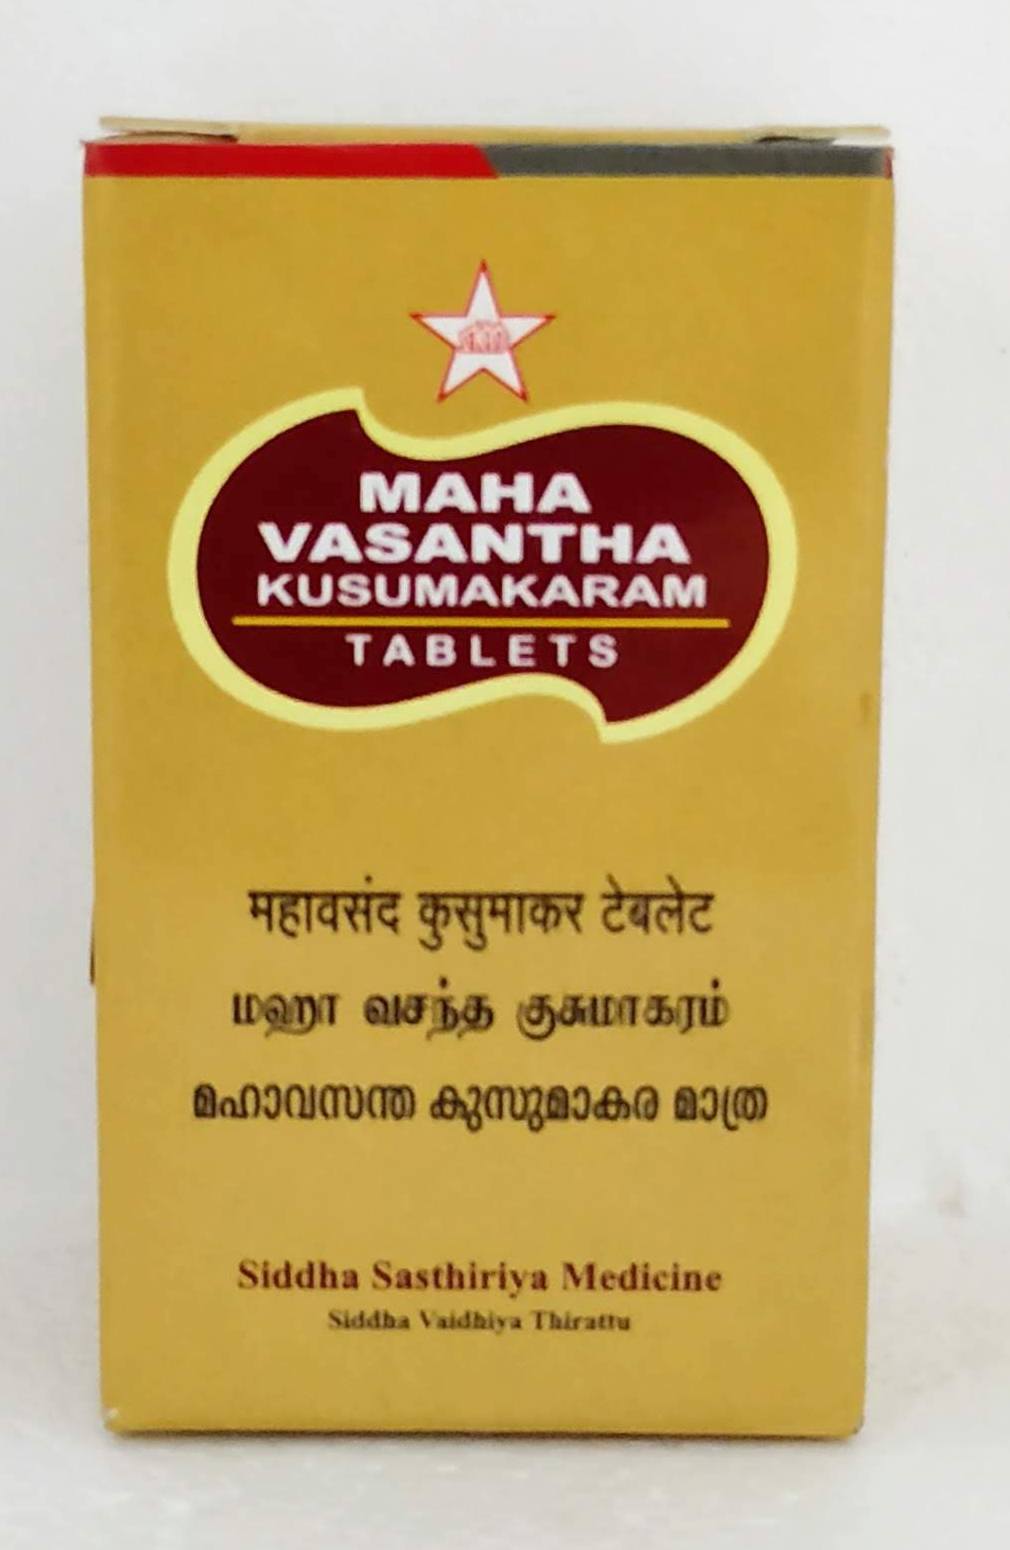 MAHA
VASANTHA
KUSUMAKARAM
TABLETS
महावसंद कुसुमाकर टेबलेट
மஹா வசந்த குசுமாகரம்
മഹാവസന്ത കുസുമാകര മാത്ര
Siddha Sasthiriya Medicine
Siddha Vaidhiya Thirattu